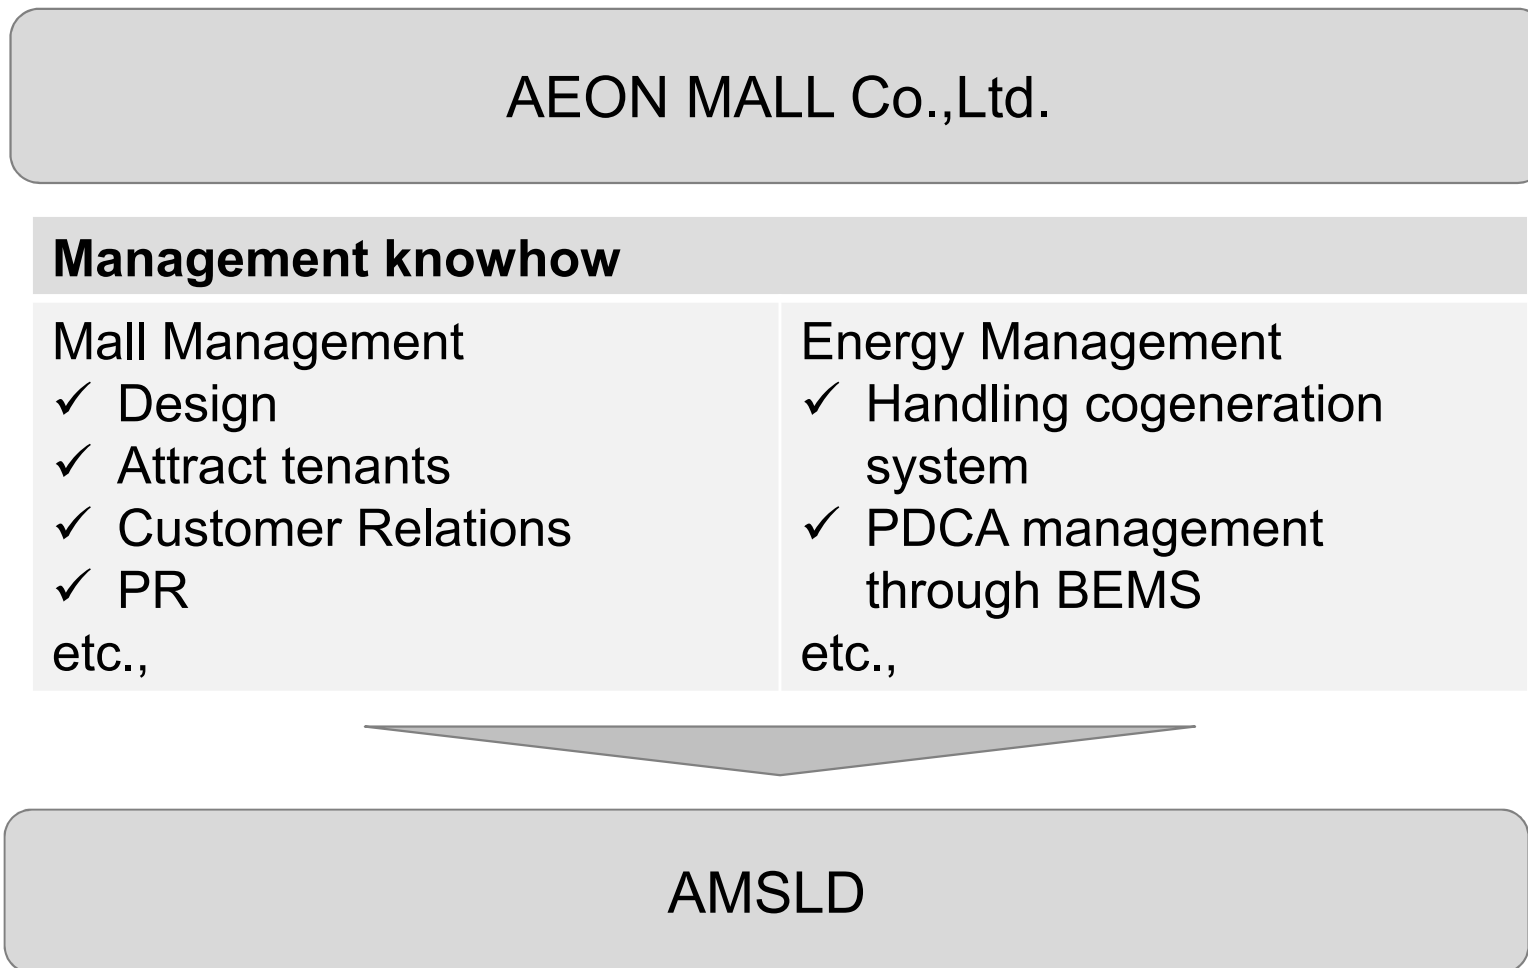 AEON MALL Co.,Ltd.
Management knowhow
Mall Management
✓ Design
✓ Attract tenants
✓ Customer Relations
✓ PR
etc.,
Energy Management
✓ Handling cogeneration
system
✓ PDCA management
through BEMS
etc.,
AMSLD